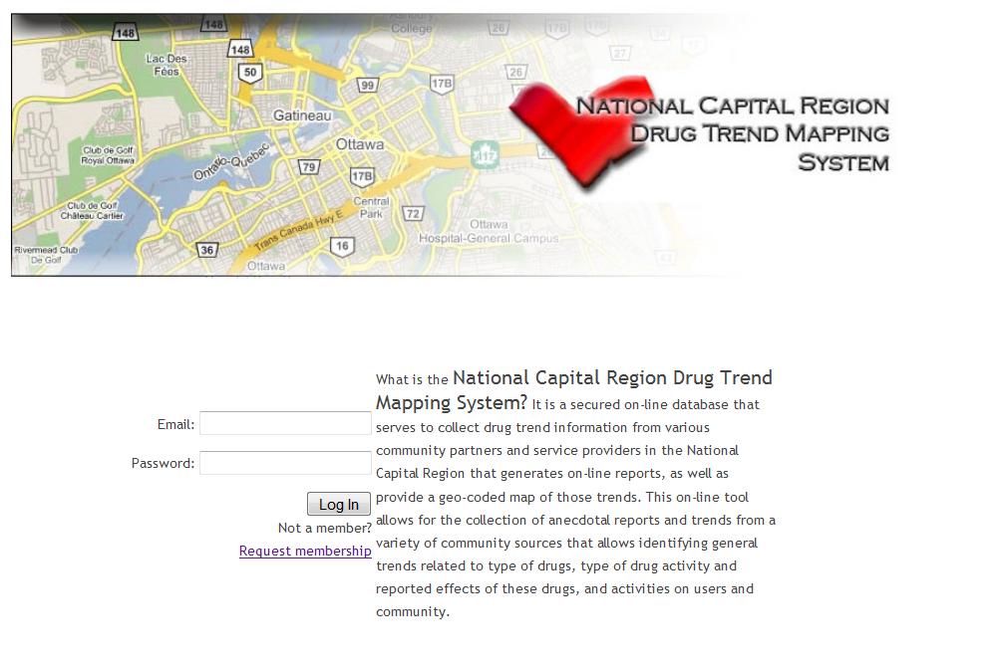 Ashbury
College
148
148
148
50
Lac Des
Fées
99
17B
26
17B
27
34
17
26
Gatineau
Ottawa
417
NATIONAL CAPITAL REGION
DRUG TREND MAPPING
SYSTEM
Club de Golf
Royal Ottawa
Ontario-Quebec
79
17B
Central
Park
72
Club de Golf
Château Cartier
Ottawa
Hospital-General Campus
Trans Canada Hwy E
16
36
Rivermead Club
De Golf
Ottawa
43
What is the National Capital Region Drug Trend
Mapping System? It is a secured on-line database that
serves to collect drug trend information from various
community partners and service providers in the National
Capital Region that generates on-line reports, as well as
provide a geo-coded map of those trends. This on-line tool
allows for the collection of anecdotal reports and trends from a
variety of community sources that allows identifying general
trends related to type of drugs, type of drug activity and
reported effects of these drugs, and activities on users and
community.
Email:
Password:
Log In
Not a member?
Request membership